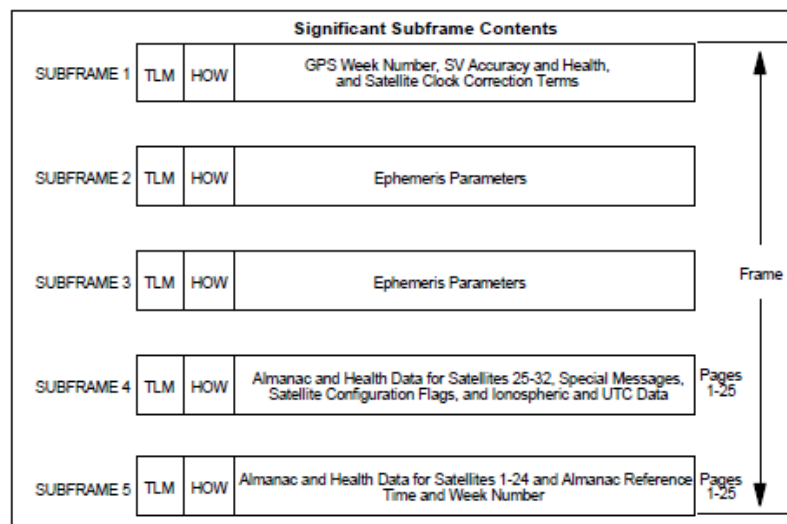 Significant Subframe Contents
SUBFRAME 1 TLM HOW GPS Week Number, SV Accuracy and Health,
and Satellite Clock Correction Terms
SUBFRAME 2 TLM HOW Ephemeris Parameters
SUBFRAME 3 TLM HOW Ephemeris Parameters
Frame
SUBFRAME 4 TLM HOW Almanac and Health Data for Satellites 25-32, Special Messages,
Satellite Configuration Flags, and Ionospheric and UTC Data
Pages
1-25
SUBFRAME 5 TLM HOW Almanac and Health Data for Satellites 1-24 and Almanac Reference
Time and Week Number
Pages
1-25